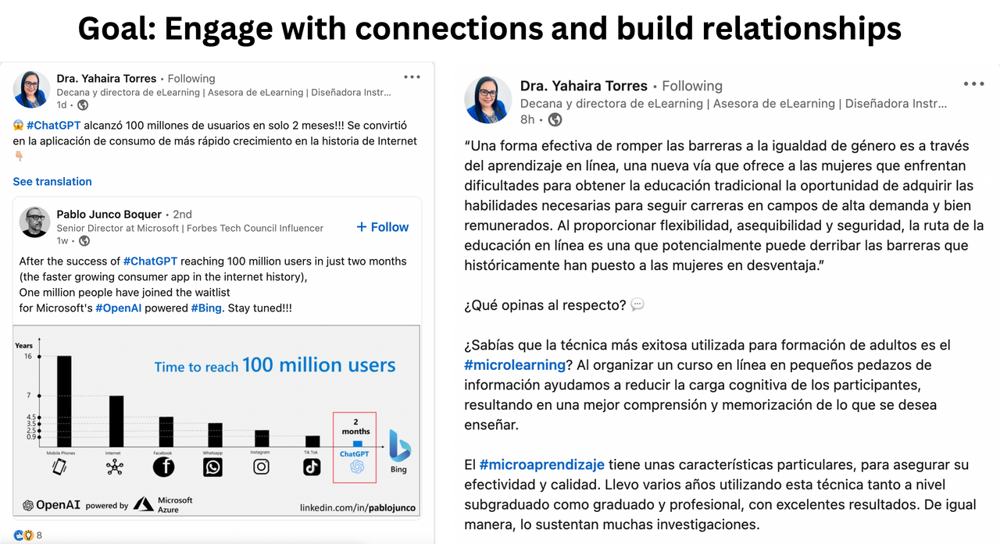 Goal: Engage with connections and build relationships
Dra. Yahaira Torres • Following
Decana y directora de eLearning | Asesora de eLearning | Diseñadora Instr...
1d •
😱 #ChatGPT alcanzó 100 millones de usuarios en solo 2 meses!!! Se convirtió
en la aplicación de consumo de más rápido crecimiento en la historia de Internet
👇🏼
See translation
Pablo Junco Boquer • 2nd
Senior Director at Microsoft | Forbes Tech Council Influencer
1w •
+ Follow
After the success of #ChatGPT reaching 100 million users in just two months
(the faster growing consumer app in the internet history),
One million people have joined the waitlist
for Microsoft's #OpenAI powered #Bing. Stay tuned!!!
Time to reach 100 million users
Years
16
7
4.5
3.5
2.5
0.9
2
months
Mobile Phones
Internet
Facebook
Whatsapp
Instagram
Tik Tok
ChatGPT
Bing
OpenAI powered by Microsoft
Azure
linkedin.com/in/pablojunco
8
Dra. Yahaira Torres • Following
Decana y directora de eLearning | Asesora de eLearning | Diseñadora Instr...
8h •
“Una forma efectiva de romper las barreras a la igualdad de género es a través
del aprendizaje en línea, una nueva vía que ofrece a las mujeres que enfrentan
dificultades para obtener la educación tradicional la oportunidad de adquirir las
habilidades necesarias para seguir carreras en campos de alta demanda y bien
remunerados. Al proporcionar flexibilidad, asequibilidad y seguridad, la ruta de la
educación en línea es una que potencialmente puede derribar las barreras que
históricamente han puesto a las mujeres en desventaja.”
¿Qué opinas al respecto? 💬
¿Sabías que la técnica más exitosa utilizada para formación de adultos es el
#microlearning? Al organizar un curso en línea en pequeños pedazos de
información ayudamos a reducir la carga cognitiva de los participantes,
resultando en una mejor comprensión y memorización de lo que se desea
enseñar.
El #microaprendizaje tiene unas características particulares, para asegurar su
efectividad y calidad. Llevo varios años utilizando esta técnica tanto a nivel
subgraduado como graduado y profesional, con excelentes resultados. De igual
manera, lo sustentan muchas investigaciones.